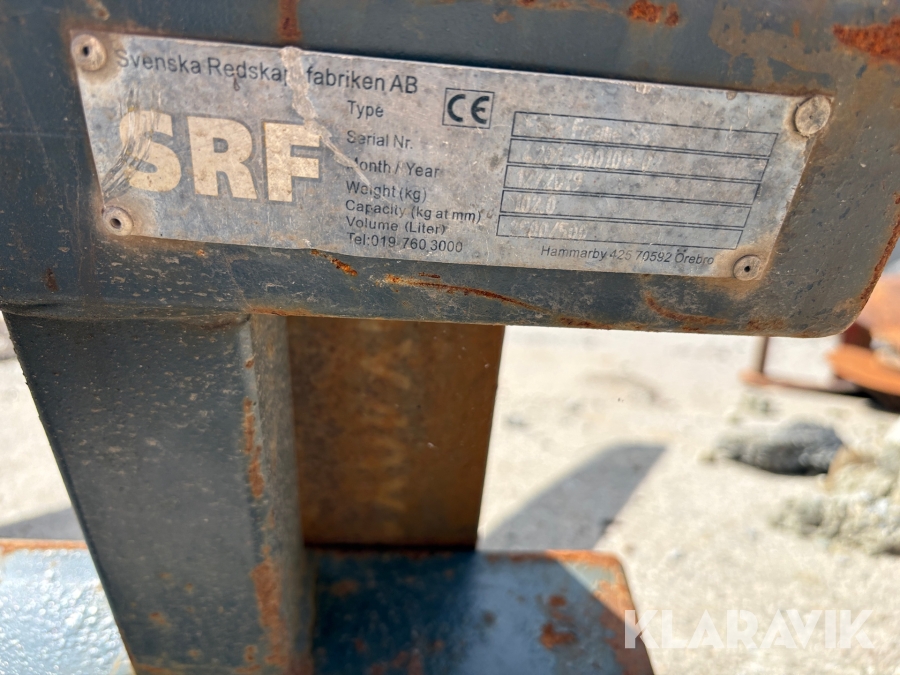 Svenska Redskapsfabriken AB
SRF
CE
Type
Serial Nr.
Month / Year
Weight (kg)
Capacity (kg at mm)
Volume (Liter)
Tel:019 760 3000
Hammarby 425 70592 Örebro
KLARAVIK